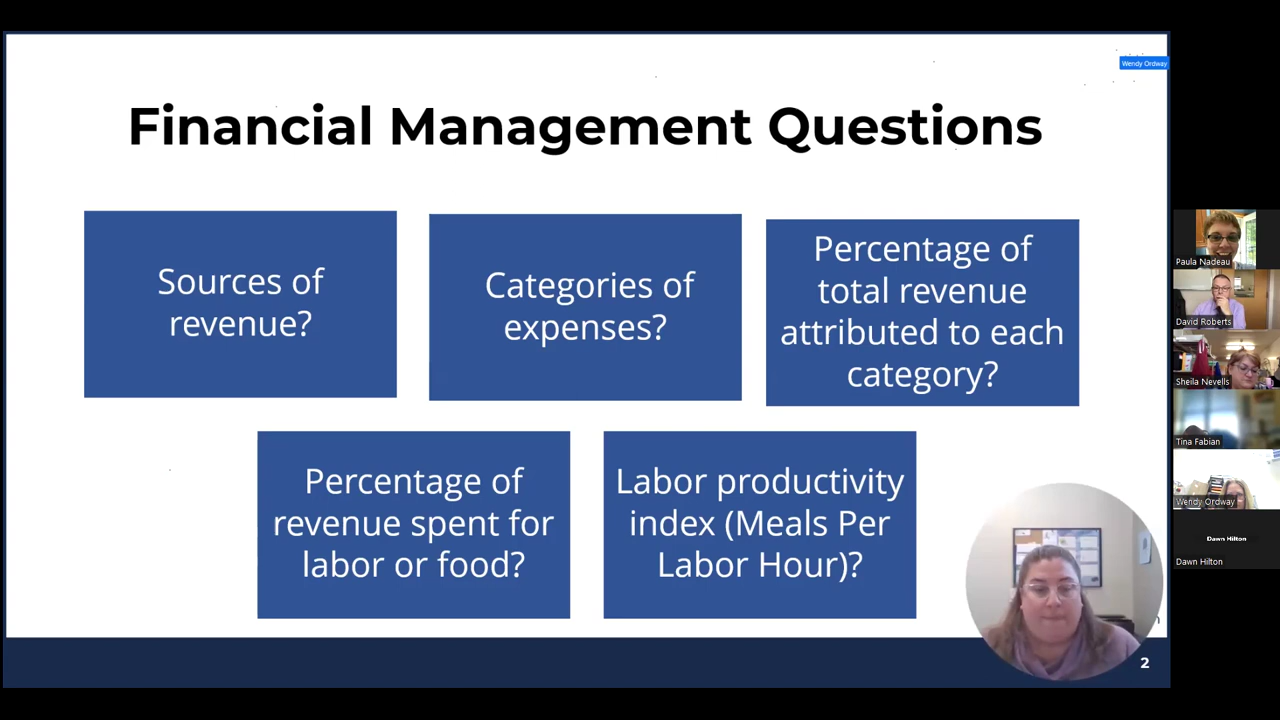 Wendy Ordway
Financial Management Questions
Sources of
revenue?
Categories of
expenses?
Percentage of
total revenue
attributed to each
category?
Percentage of
revenue spent for
labor or food?
Labor productivity
index (Meals Per
Labor Hour)?
2
Paula Nadeau
David Roberts
Sheila Nevells
Tina Fabian
Wendy Ordway
Dawn Hilton
Dawn Hilton